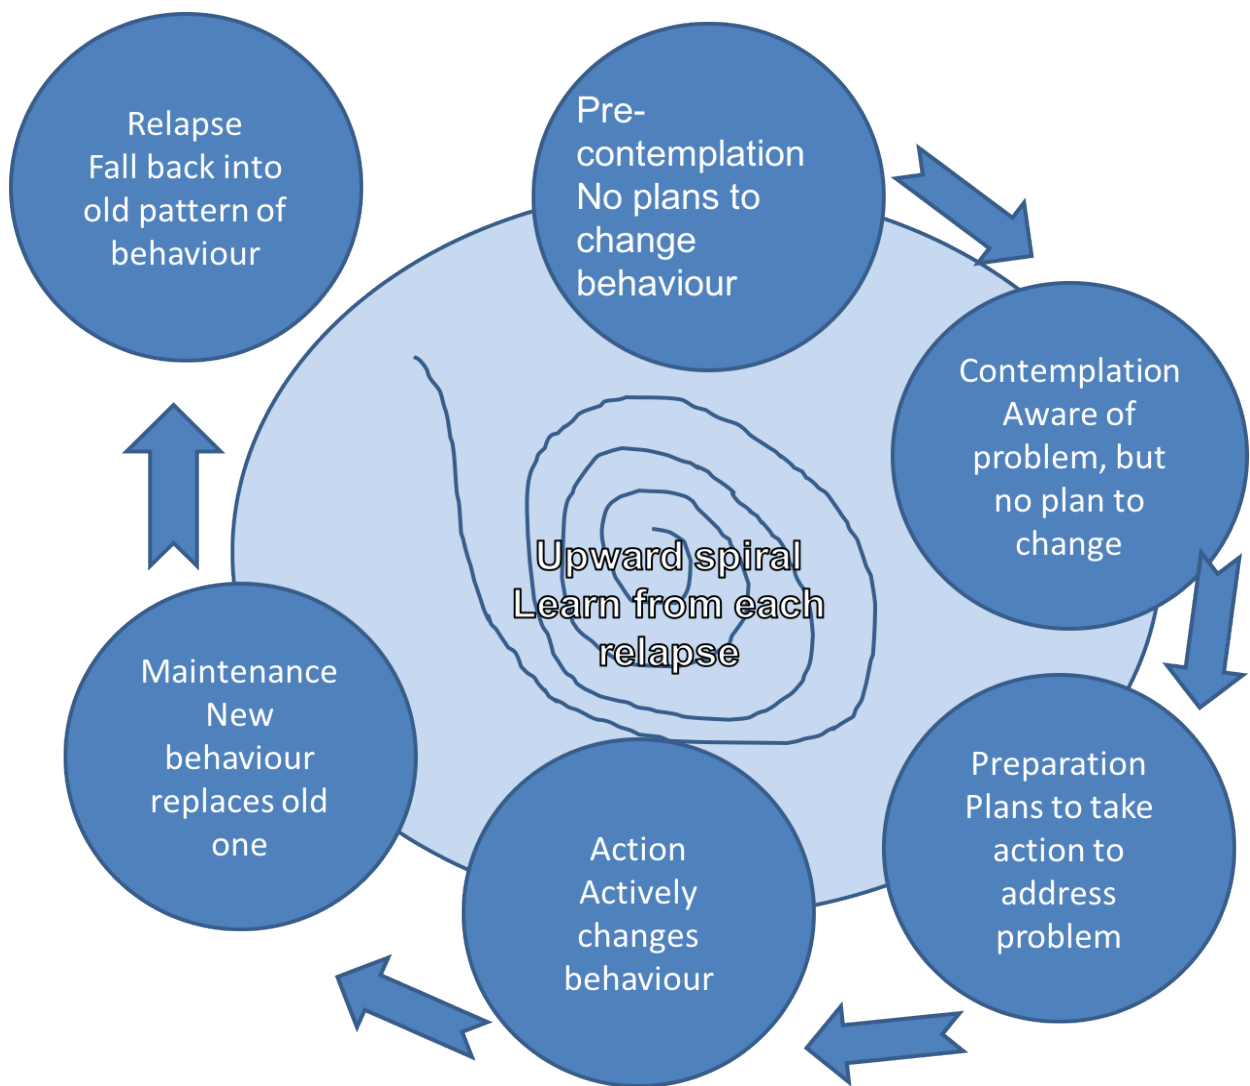 Relapse
Fall back into
old pattern of
behaviour
Pre-
contemplation
No plans to
change
behaviour
Contemplation
Aware of
problem, but
no plan to
change
Preparation
Plans to take
action to
address
problem
Action
Actively
changes
behaviour
Maintenance
New
behaviour
replaces old
one
Upward spiral
Learn from each
relapse